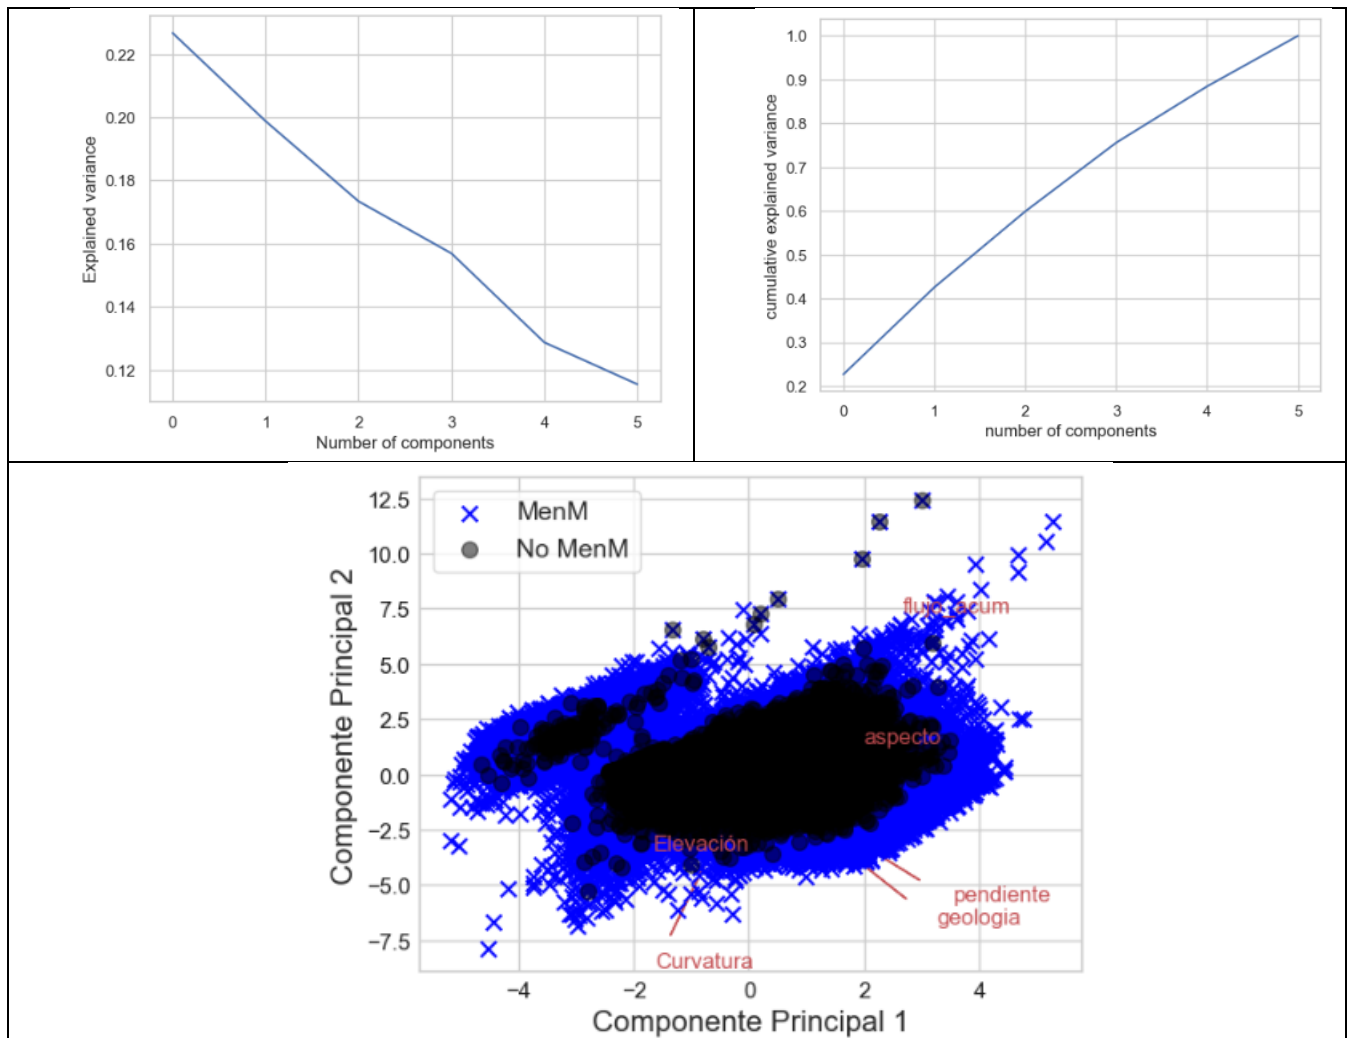 0.22
0.20
0.18
0.16
0.14
0.12
Explained variance
0 1 2 3 4 5
Number of components
1.0
0.9
0.8
0.7
0.6
0.5
0.4
0.3
0.2
cumulative explained variance
0 1 2 3 4 5
number of components
MenM
No MenM
12.5
10.0
7.5
5.0
2.5
0.0
−2.5
−5.0
−7.5
Componente Principal 2
flujo_acum
aspecto
Elevación
pendiente
geologia
Curvatura
−4 −2 0 2 4
Componente Principal 1